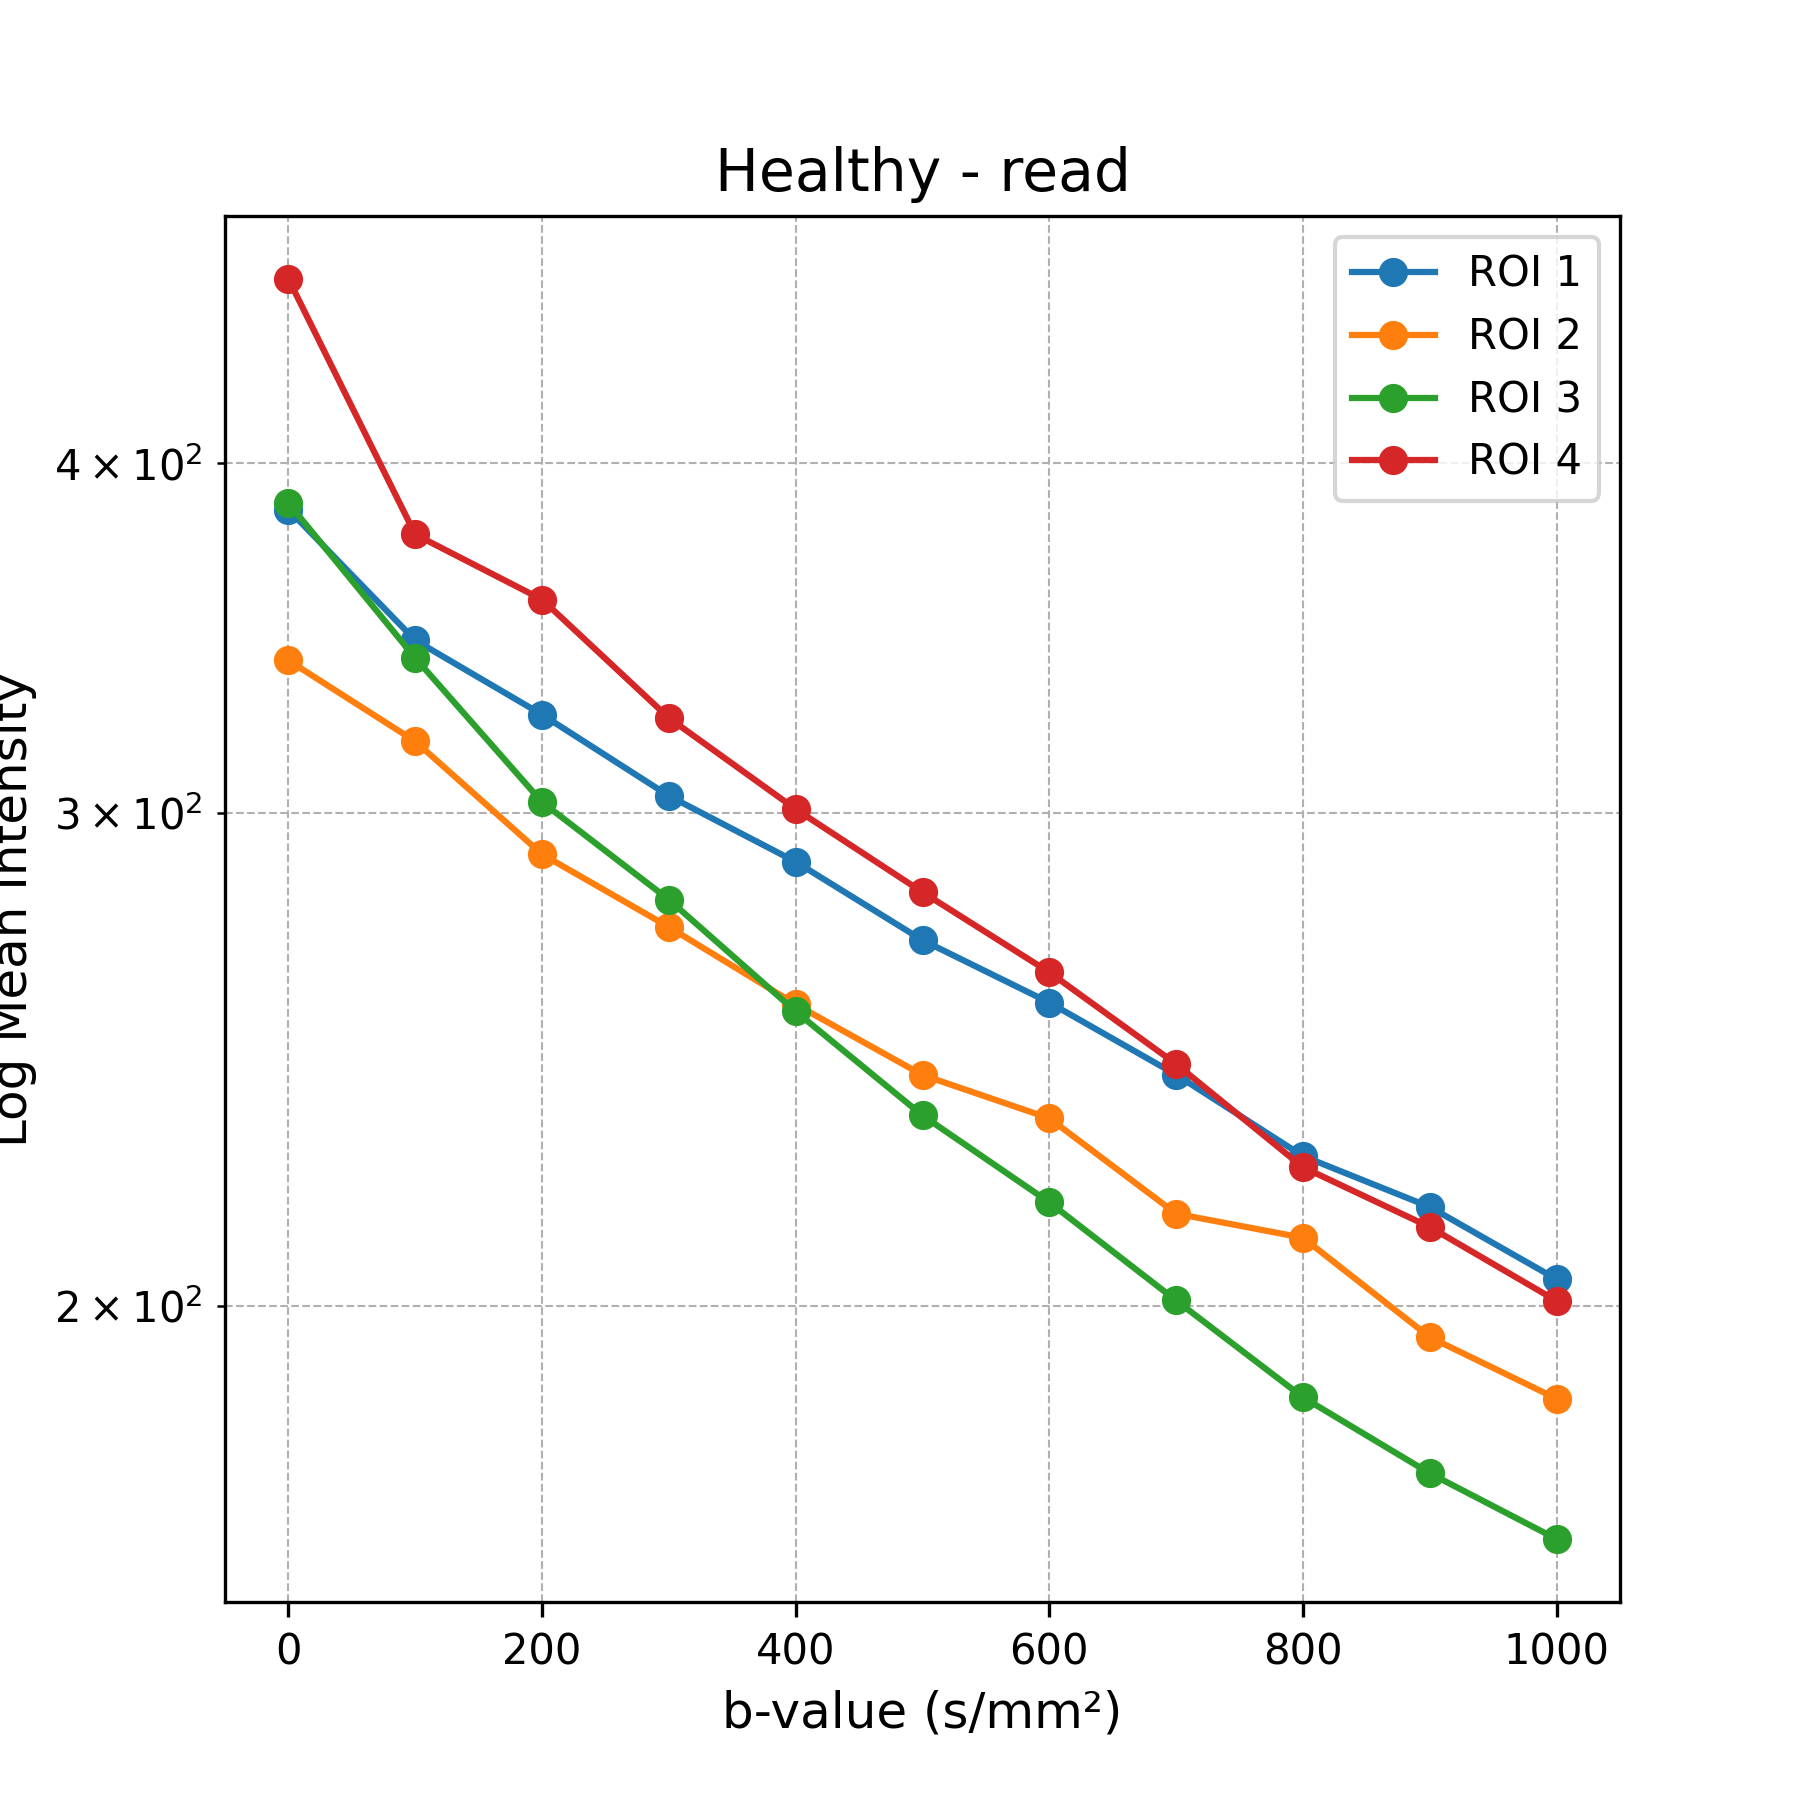 Healthy - read
ROI 1
ROI 2
ROI 3
ROI 4
4 × 10²
3 × 10²
2 × 10²
Log Mean Intensity
0 200 400 600 800 1000
b-value (s/mm²)